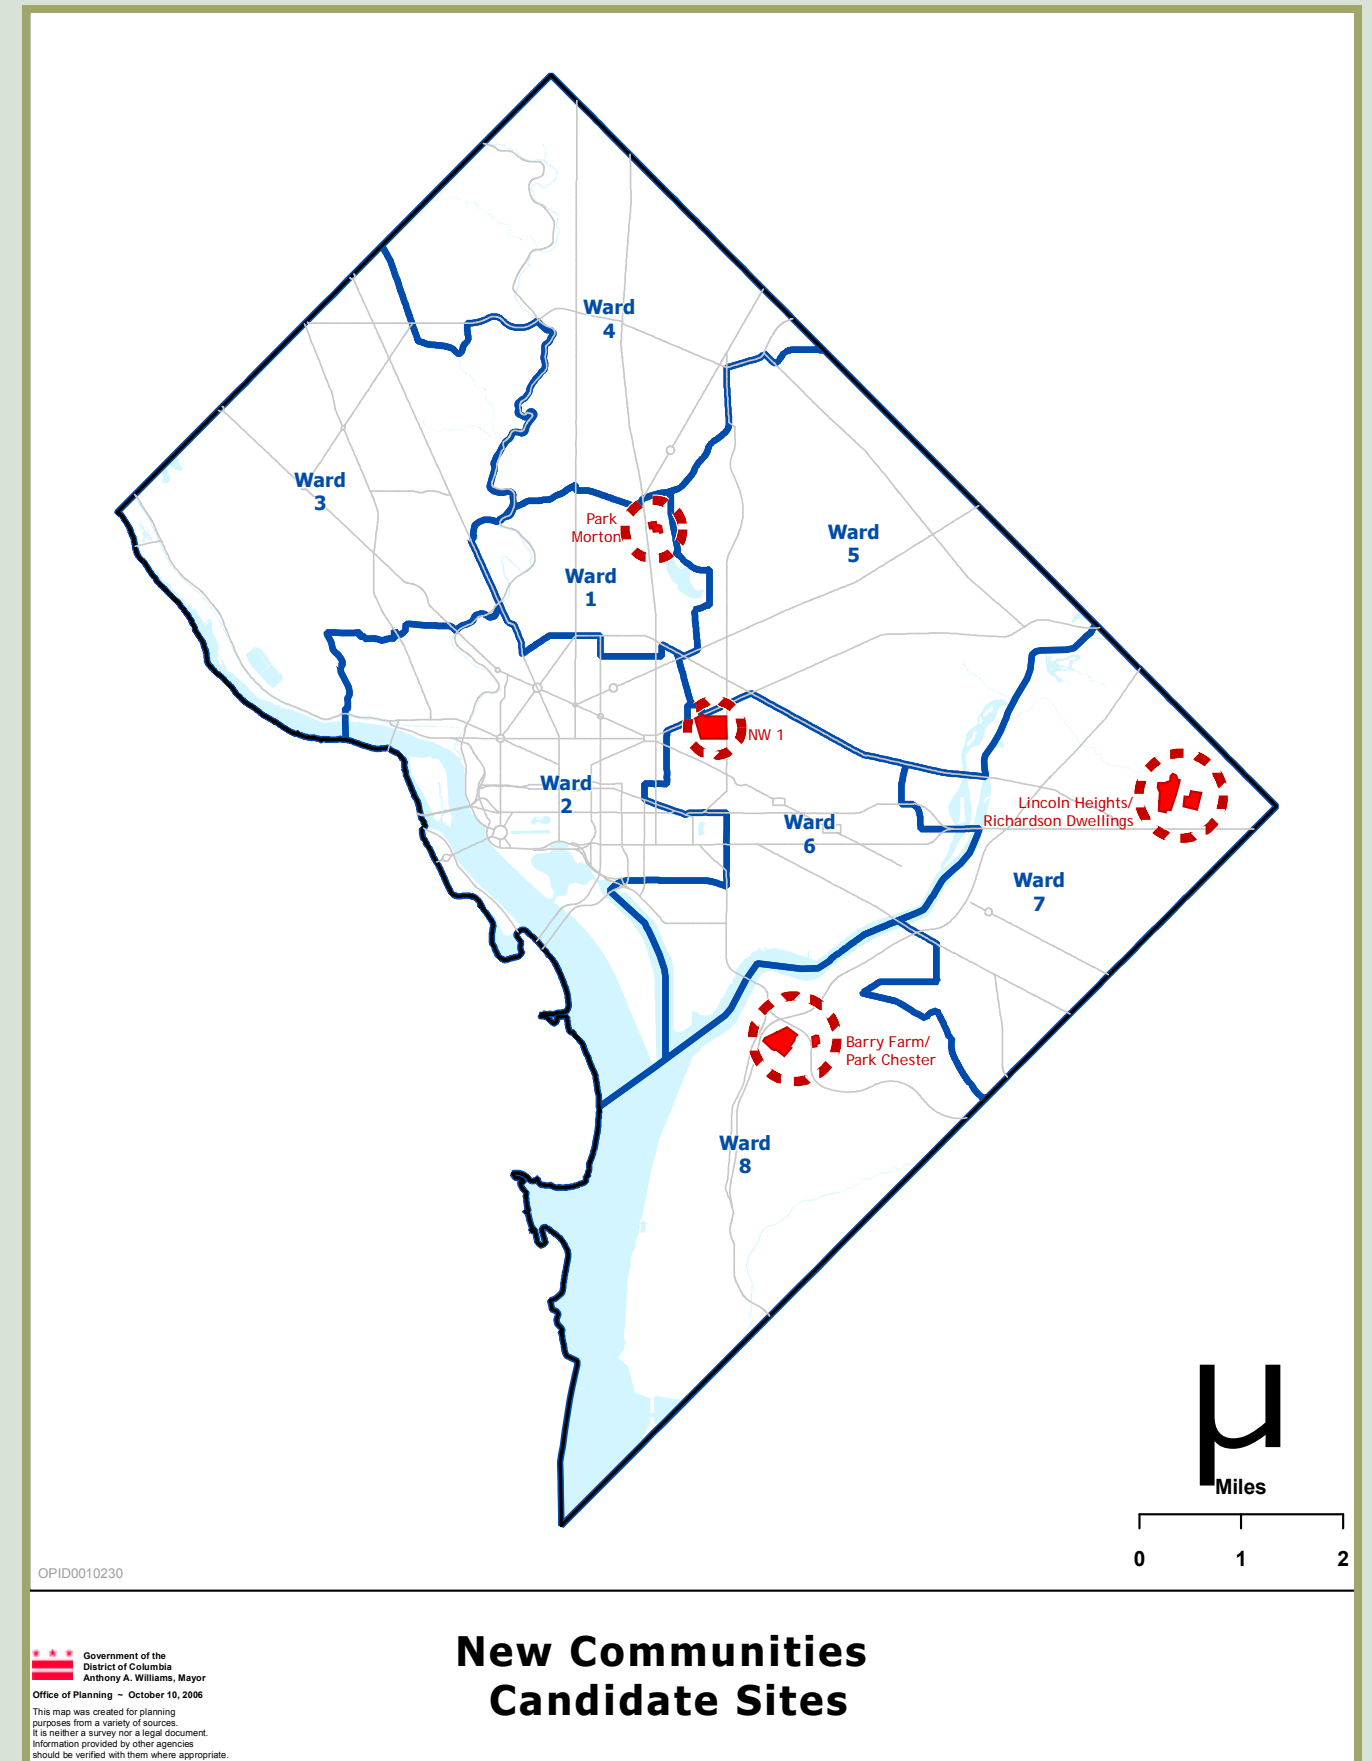 Ward
4
Ward
3
Park
Morton
Ward
5
Ward
1
NW 1
Ward
2
Lincoln Heights/
Richardson Dwellings
Ward
6
Ward
7
Barry Farm/
Park Chester
Ward
8
µ
Miles
0 1 2
OPID0010230
New Communities
Candidate Sites
Government of the
District of Columbia
Anthony A. Williams, Mayor
Office of Planning ~ October 10, 2006
This map was created for planning
purposes from a variety of sources.
It is neither a survey nor a legal document.
Information provided by other agencies
should be verified with them where appropriate.